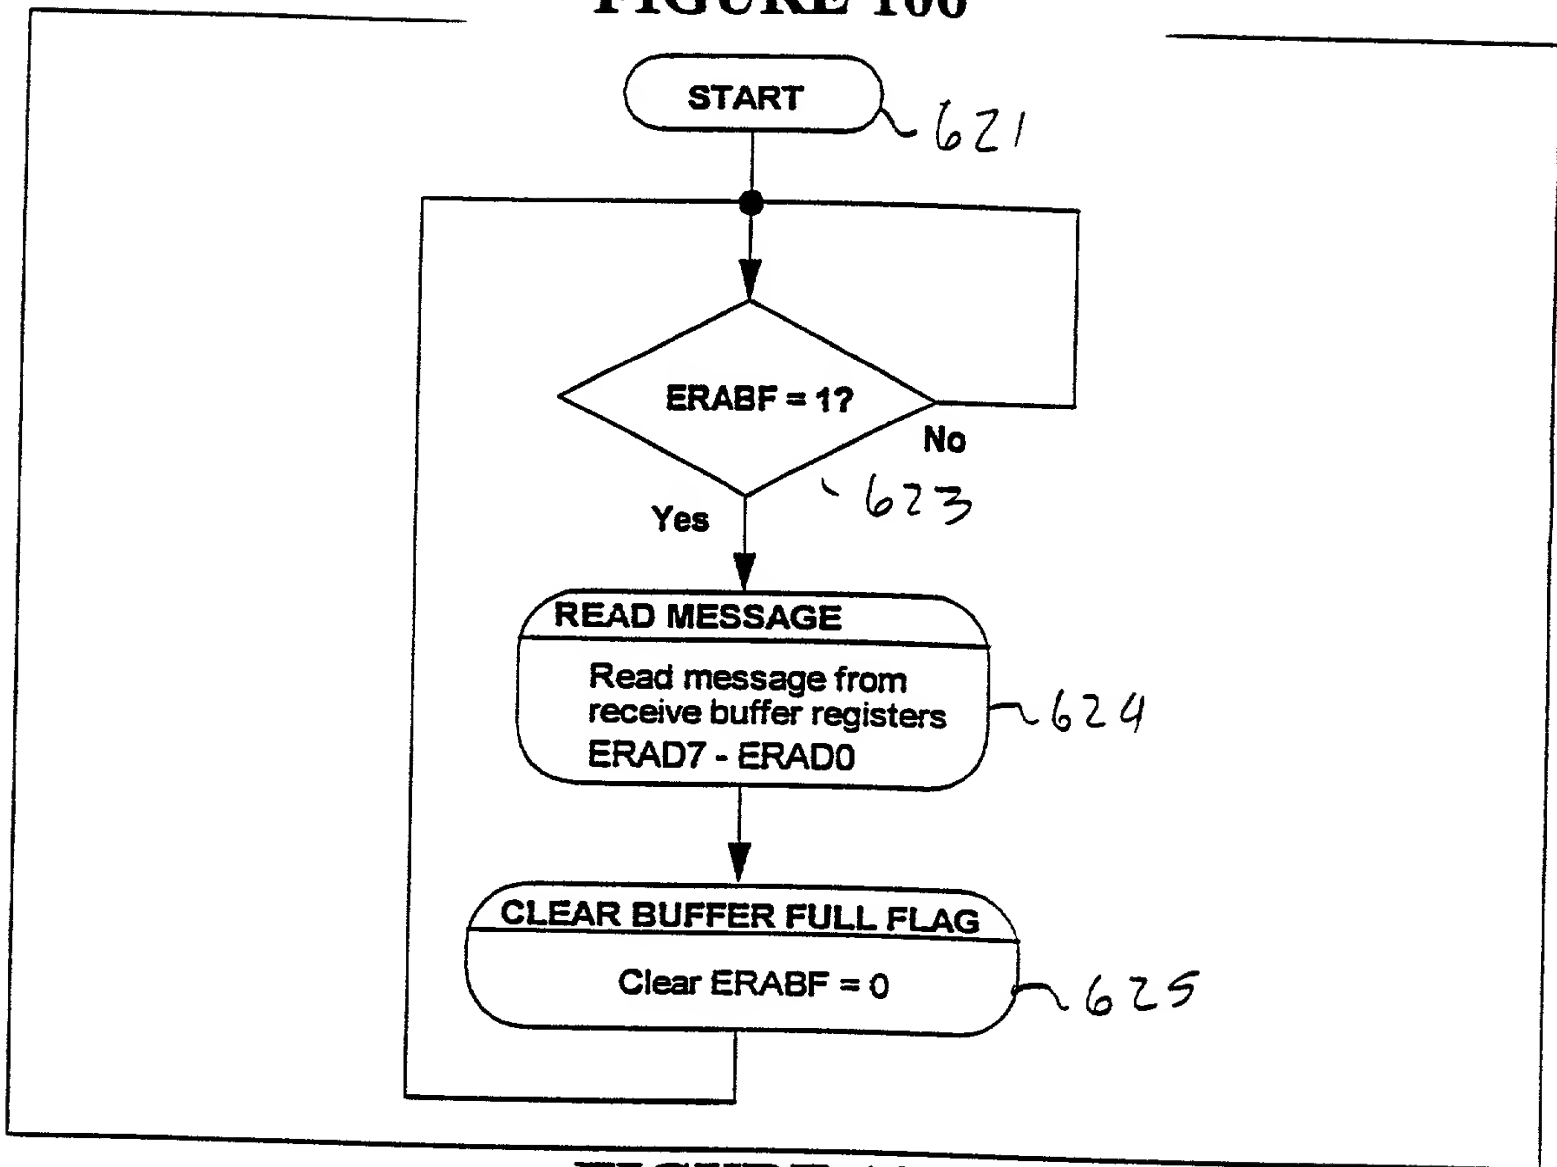 START
621
ERABF = 1?
No
623
Yes
READ MESSAGE
Read message from
receive buffer registers
ERAD7 - ERAD0
624
CLEAR BUFFER FULL FLAG
Clear ERABF = 0
625